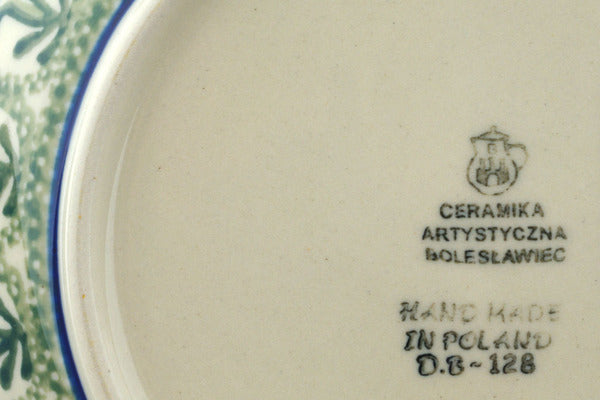 CERAMIKA
ARTYSTYCZNA
BOLESŁAWIEC
HAND MADE
IN POLAND
D.B-128